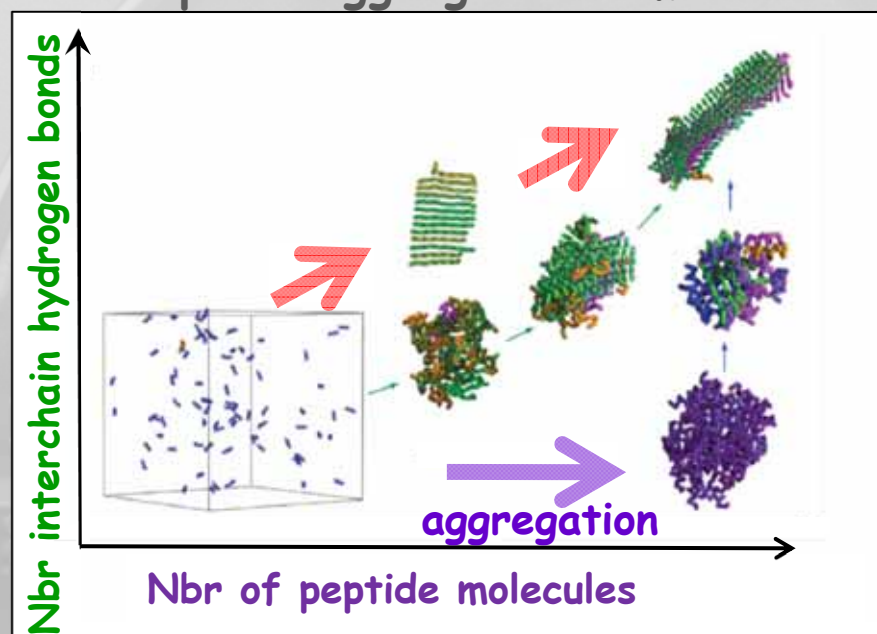 Nbr interchain hydrogen bonds
aggregation
Nbr of peptide molecules